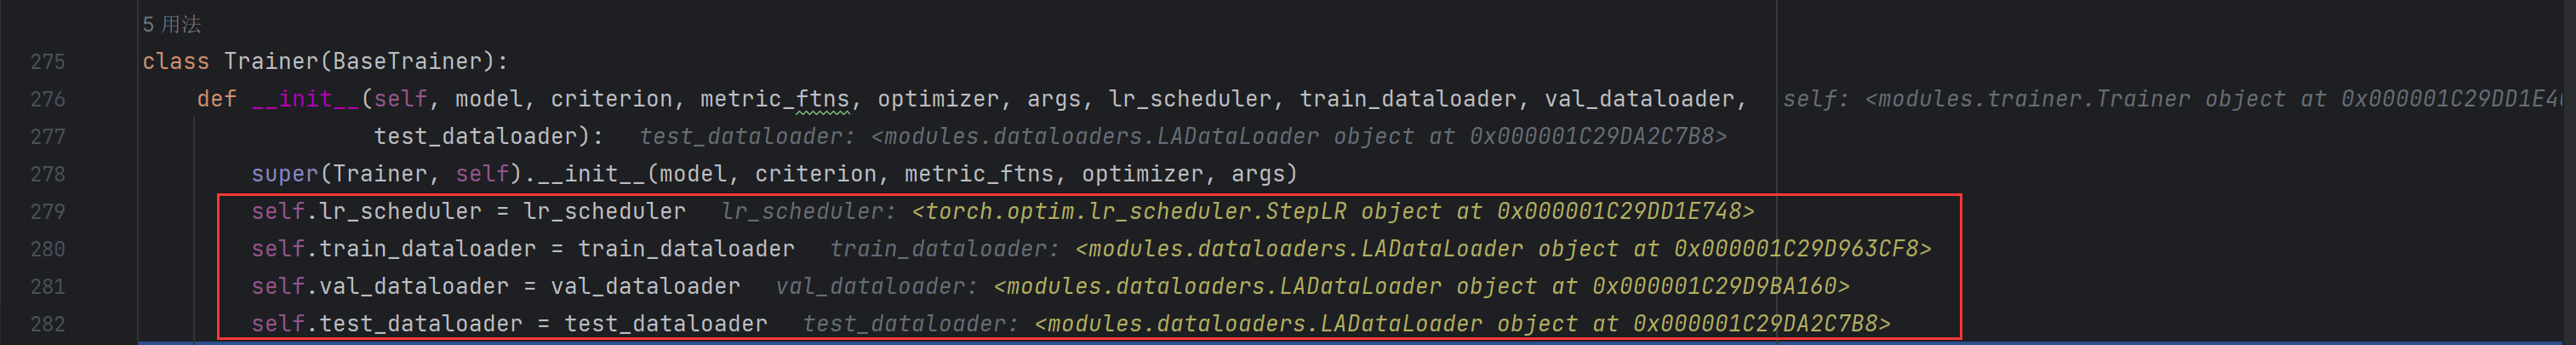 5 用法
275 class Trainer(BaseTrainer):
276 def __init__(self, model, criterion, metric_ftns, optimizer, args, lr_scheduler, train_dataloader, val_dataloader, self: <modules.trainer.Trainer object at 0x000001C29DD1E4
277 test_dataloader): test_dataloader: <modules.dataloaders.LADataLoader object at 0x000001C29DA2C7B8>
278 super(Trainer, self).__init__(model, criterion, metric_ftns, optimizer, args)
279 self.lr_scheduler = lr_scheduler lr_scheduler: <torch.optim.lr_scheduler.StepLR object at 0x000001C29DD1E748>
280 self.train_dataloader = train_dataloader train_dataloader: <modules.dataloaders.LADataLoader object at 0x000001C29D963CF8>
281 self.val_dataloader = val_dataloader val_dataloader: <modules.dataloaders.LADataLoader object at 0x000001C29D9BA160>
282 self.test_dataloader = test_dataloader test_dataloader: <modules.dataloaders.LADataLoader object at 0x000001C29DA2C7B8>